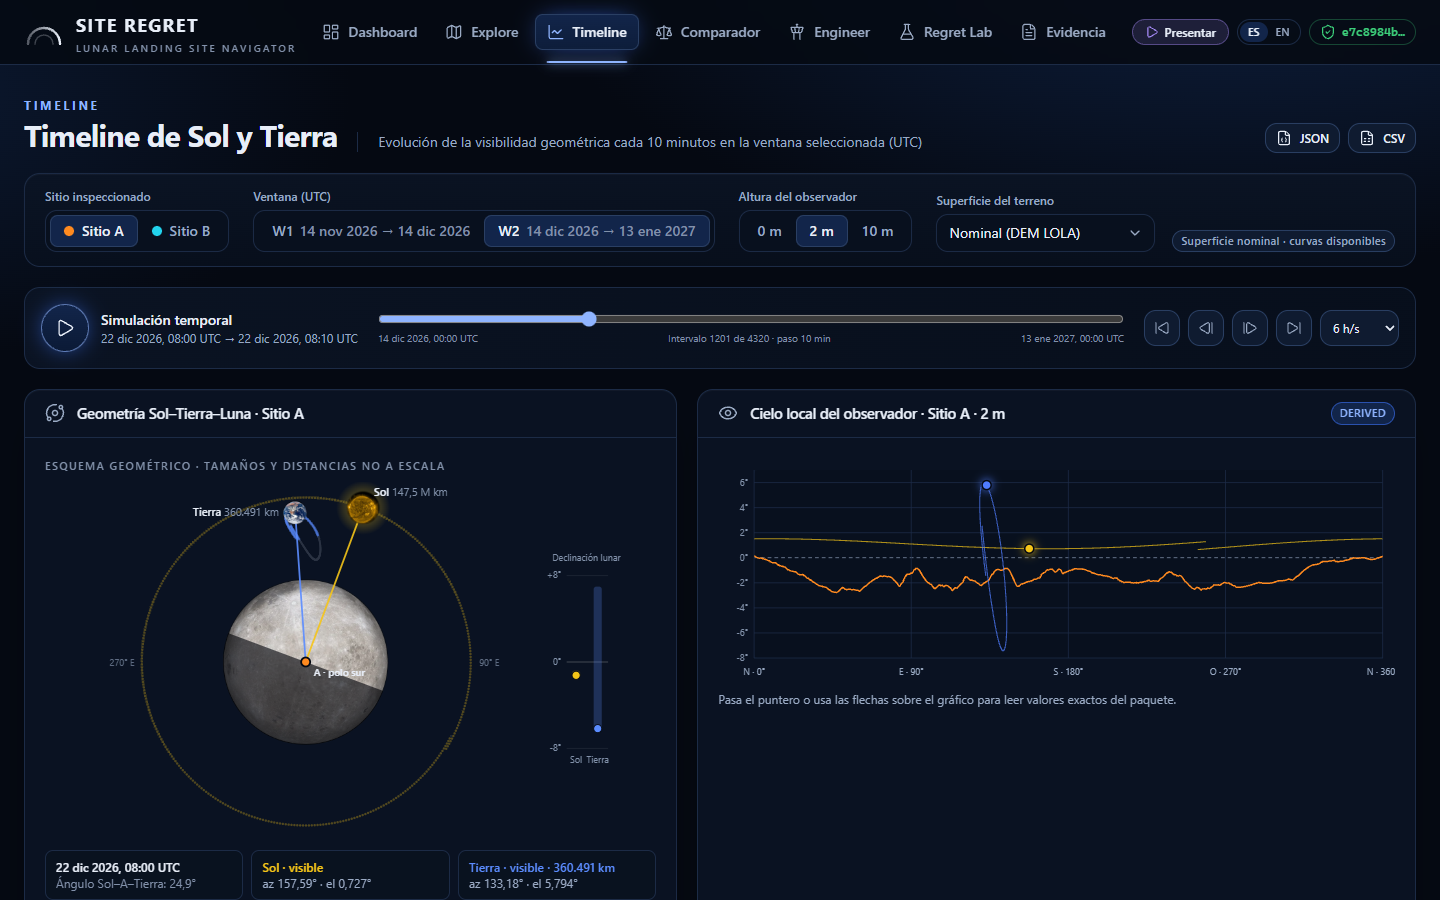 SITE REGRET
LUNAR LANDING SITE NAVIGATOR
Dashboard
Explore
Timeline
Comparador
Engineer
Regret Lab
Evidencia
Presentar
ES EN
e7c8984b…
TIMELINE
Timeline de Sol y Tierra
Evolución de la visibilidad geométrica cada 10 minutos en la ventana seleccionada (UTC)
JSON
CSV
Sitio inspeccionado
Sitio A
Sitio B
Ventana (UTC)
W1 14 nov 2026 → 14 dic 2026
W2 14 dic 2026 → 13 ene 2027
Altura del observador
0 m
2 m
10 m
Superficie del terreno
Nominal (DEM LOLA)
Superficie nominal · curvas disponibles
Simulación temporal
22 dic 2026, 08:00 UTC → 22 dic 2026, 08:10 UTC
14 dic 2026, 00:00 UTC
Intervalo 1201 de 4320 · paso 10 min
13 ene 2027, 00:00 UTC
6 h/s
Geometría Sol–Tierra–Luna · Sitio A
ESQUEMA GEOMÉTRICO · TAMAÑOS Y DISTANCIAS NO A ESCALA
Sol 147,5 M km
Tierra 360.491 km
270° E
90° E
A · polo sur
Declinación lunar
+8°
0°
-8°
Sol Tierra
22 dic 2026, 08:00 UTC
Ángulo Sol–A–Tierra: 24,9°
Sol · visible
az 157,59° · el 0,727°
Tierra · visible · 360.491 km
az 133,18° · el 5,794°
Cielo local del observador · Sitio A · 2 m
DERIVED
6°
4°
2°
0°
-2°
-4°
-6°
-8°
N · 0°
E · 90°
S · 180°
O · 270°
N · 360
Pasa el puntero o usa las flechas sobre el gráfico para leer valores exactos del paquete.